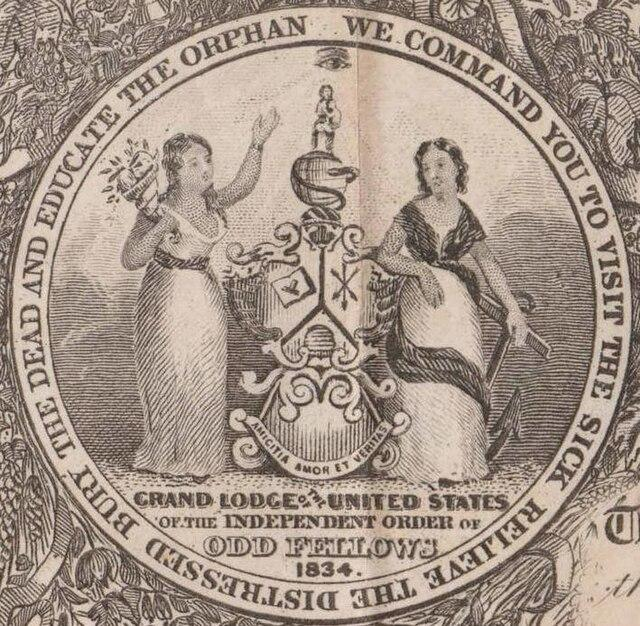 WE COMMAND YOU TO VISIT THE SICK RELIEVE THE DISTRESSED BURY THE DEAD AND EDUCATE THE ORPHAN
AMICITIA AMOR ET VERITAS
GRAND LODGE OF THE UNITED STATES
OF THE INDEPENDENT ORDER OF
ODD FELLOWS
1834.